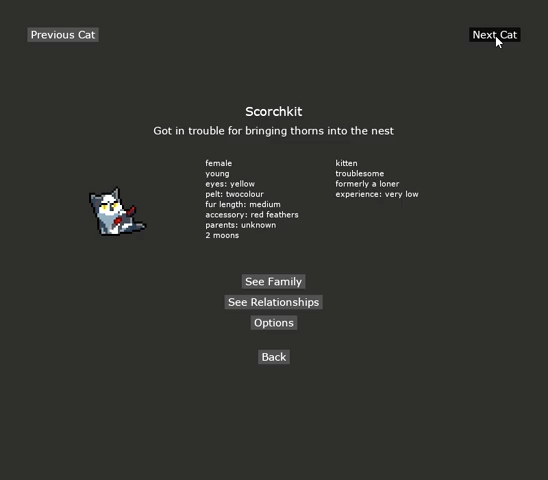 Previous Cat
Next Cat
Scorchkit
Got in trouble for bringing thorns into the nest
female
young
eyes: yellow
pelt: twocolour
fur length: medium
accessory: red feathers
parents: unknown
2 moons
kitten
troublesome
formerly a loner
experience: very low
See Family
See Relationships
Options
Back